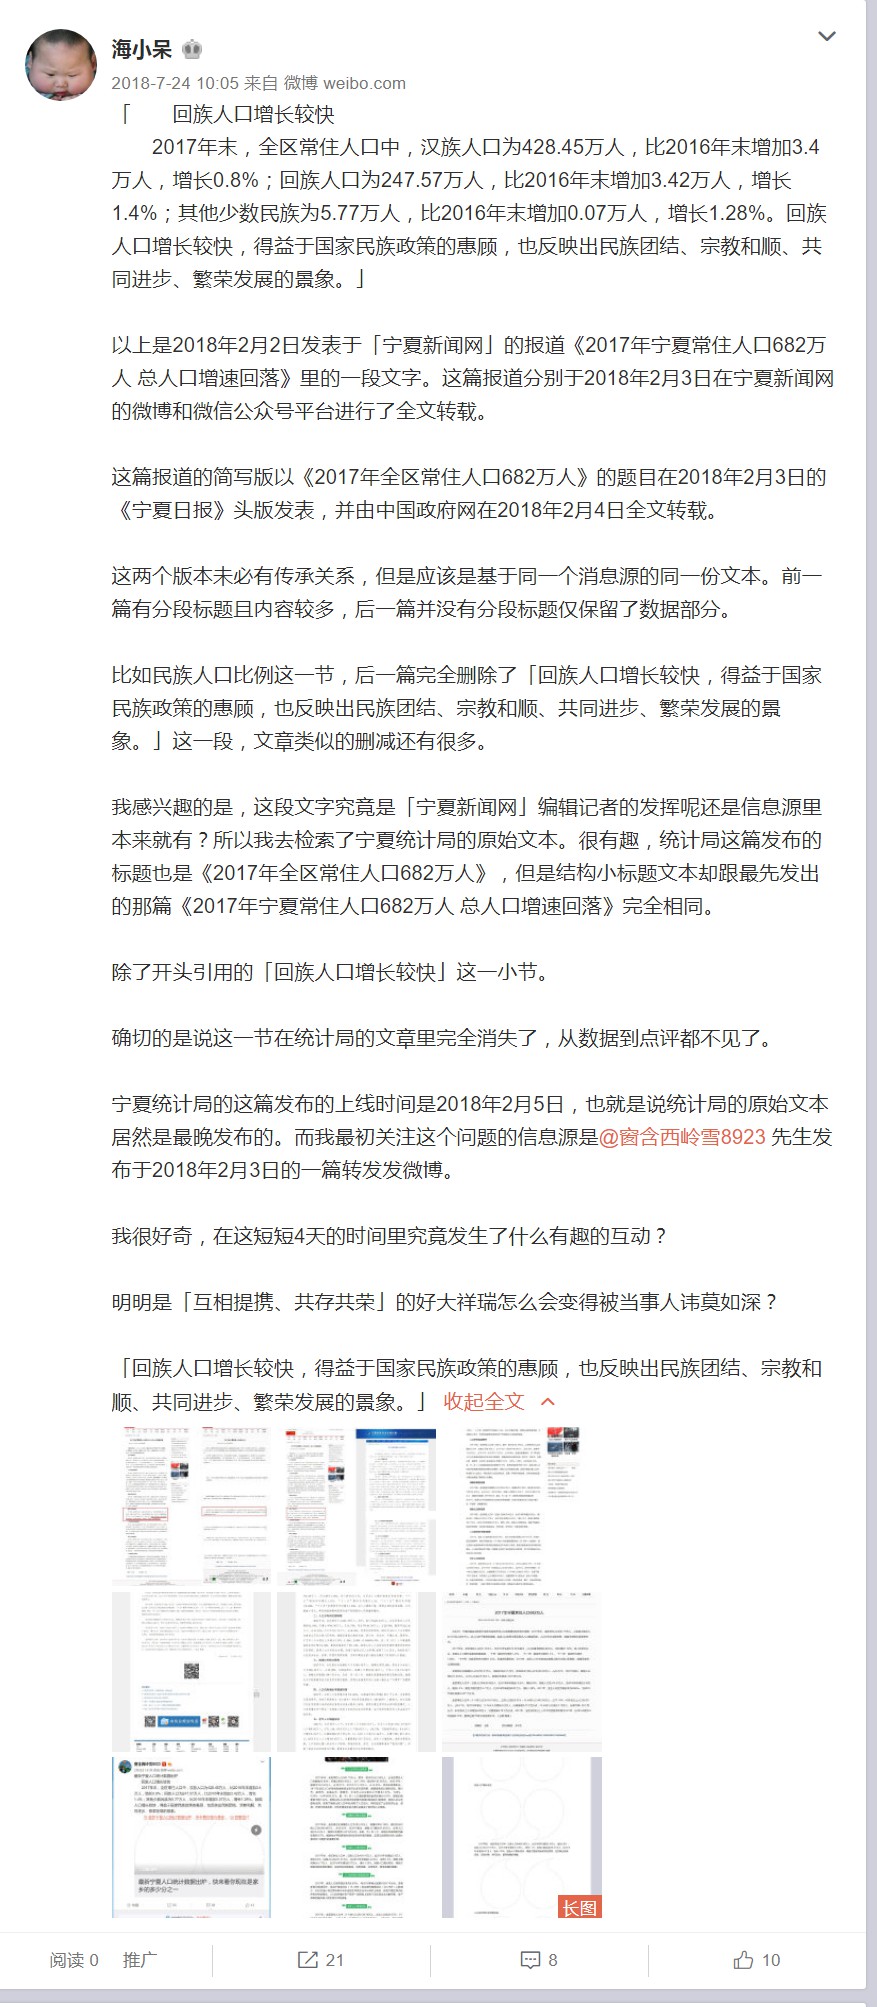 海小呆
2018-7-24 10:05 来自 微博 weibo.com
「　　回族人口增长较快
2017年末，全区常住人口中，汉族人口为428.45万人，比2016年末增加3.4
万人，增长0.8%；回族人口为247.57万人，比2016年末增加3.42万人，增长
1.4%；其他少数民族为5.77万人，比2016年末增加0.07万人，增长1.28%。回族
人口增长较快，得益于国家民族政策的惠顾，也反映出民族团结、宗教和顺、共
同进步、繁荣发展的景象。」
以上是2018年2月2日发表于「宁夏新闻网」的报道《2017年宁夏常住人口682万
人 总人口增速回落》里的一段文字。这篇报道分别于2018年2月3日在宁夏新闻网
的微博和微信公众号平台进行了全文转载。
这篇报道的简写版以《2017年全区常住人口682万人》的题目在2018年2月3日的
《宁夏日报》头版发表，并由中国政府网在2018年2月4日全文转载。
这两个版本未必有传承关系，但是应该是基于同一个消息源的同一份文本。前一
篇有分段标题且内容较多，后一篇并没有分段标题仅保留了数据部分。
比如民族人口比例这一节，后一篇完全删除了「回族人口增长较快，得益于国家
民族政策的惠顾，也反映出民族团结、宗教和顺、共同进步、繁荣发展的景
象。」这一段，文章类似的删减还有很多。
我感兴趣的是，这段文字究竟是「宁夏新闻网」编辑记者的发挥呢还是信息源里
本来就有？所以我去检索了宁夏统计局的原始文本。很有趣，统计局这篇发布的
标题也是《2017年全区常住人口682万人》，但是结构小标题文本却跟最先发出
的那篇《2017年宁夏常住人口682万人 总人口增速回落》完全相同。
除了开头引用的「回族人口增长较快」这一小节。
确切的是说这一节在统计局的文章里完全消失了，从数据到点评都不见了。
宁夏统计局的这篇发布的上线时间是2018年2月5日，也就是说统计局的原始文本
居然是最晚发布的。而我最初关注这个问题的信息源是@窗含西岭雪8923 先生发
布于2018年2月3日的一篇转发发微博。
我很好奇，在这短短4天的时间里究竟发生了什么有趣的互动？
明明是「互相提携、共存共荣」的好大祥瑞怎么会变得被当事人讳莫如深？
「回族人口增长较快，得益于国家民族政策的惠顾，也反映出民族团结、宗教和
顺、共同进步、繁荣发展的景象。」 收起全文
最新宁夏人口统计数据出炉，快来看你和
长图
阅读 0 推广 21 8 10